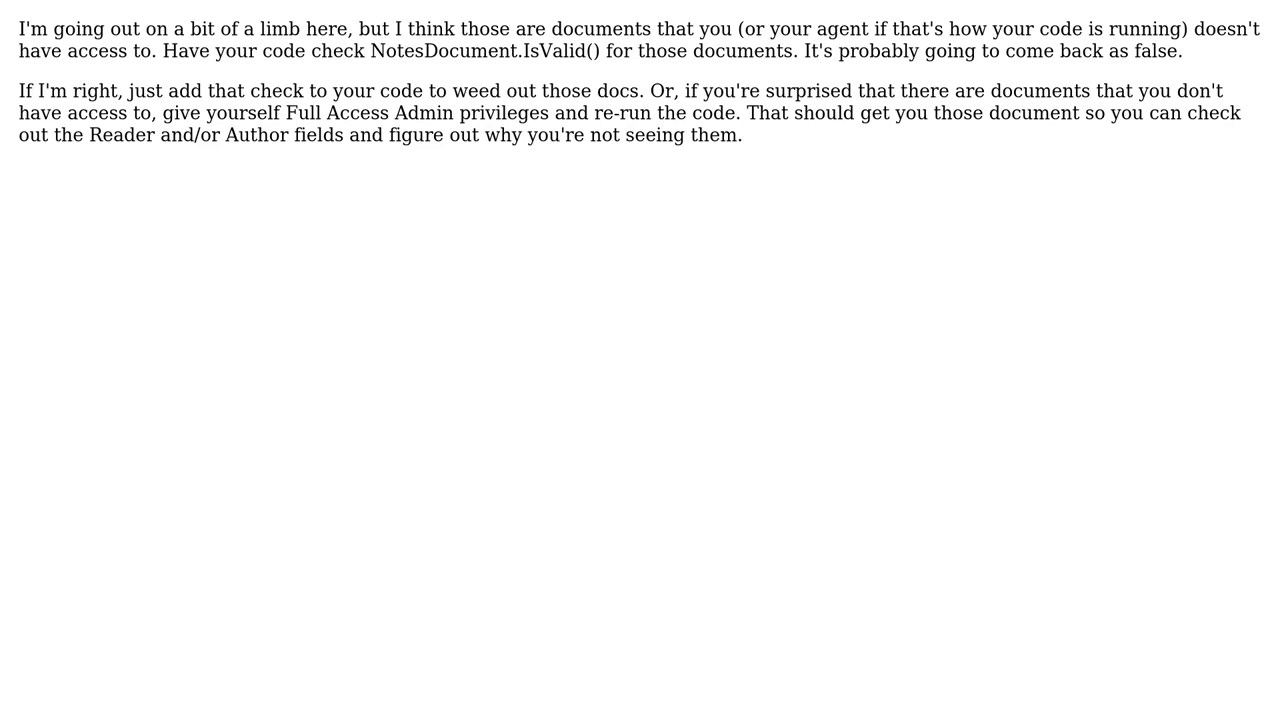 I'm going out on a bit of a limb here, but I think those are documents that you (or your agent if that's how your code is running) doesn't
have access to. Have your code check NotesDocument.IsValid() for those documents. It's probably going to come back as false.
If I'm right, just add that check to your code to weed out those docs. Or, if you're surprised that there are documents that you don't
have access to, give yourself Full Access Admin privileges and re-run the code. That should get you those document so you can check
out the Reader and/or Author fields and figure out why you're not seeing them.